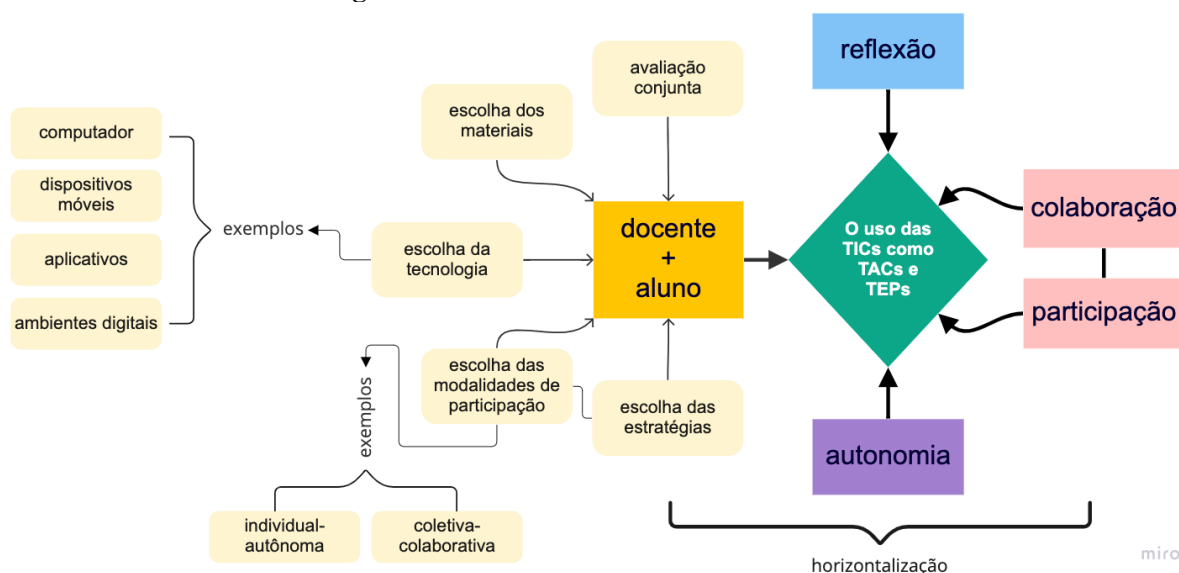 reflexão
avaliação
conjunta
escolha dos
materiais
computador
dispositivos
móveis
aplicativos
ambientes digitais
exemplos
escolha da
tecnologia
docente
+
aluno
O uso das
TICs como
TACs e
TEPs
colaboração
participação
escolha das
modalidades de
participação
escolha das
estratégias
exemplos
individual-
autônoma
coletiva-
colaborativa
autonomia
horizontalização
miro